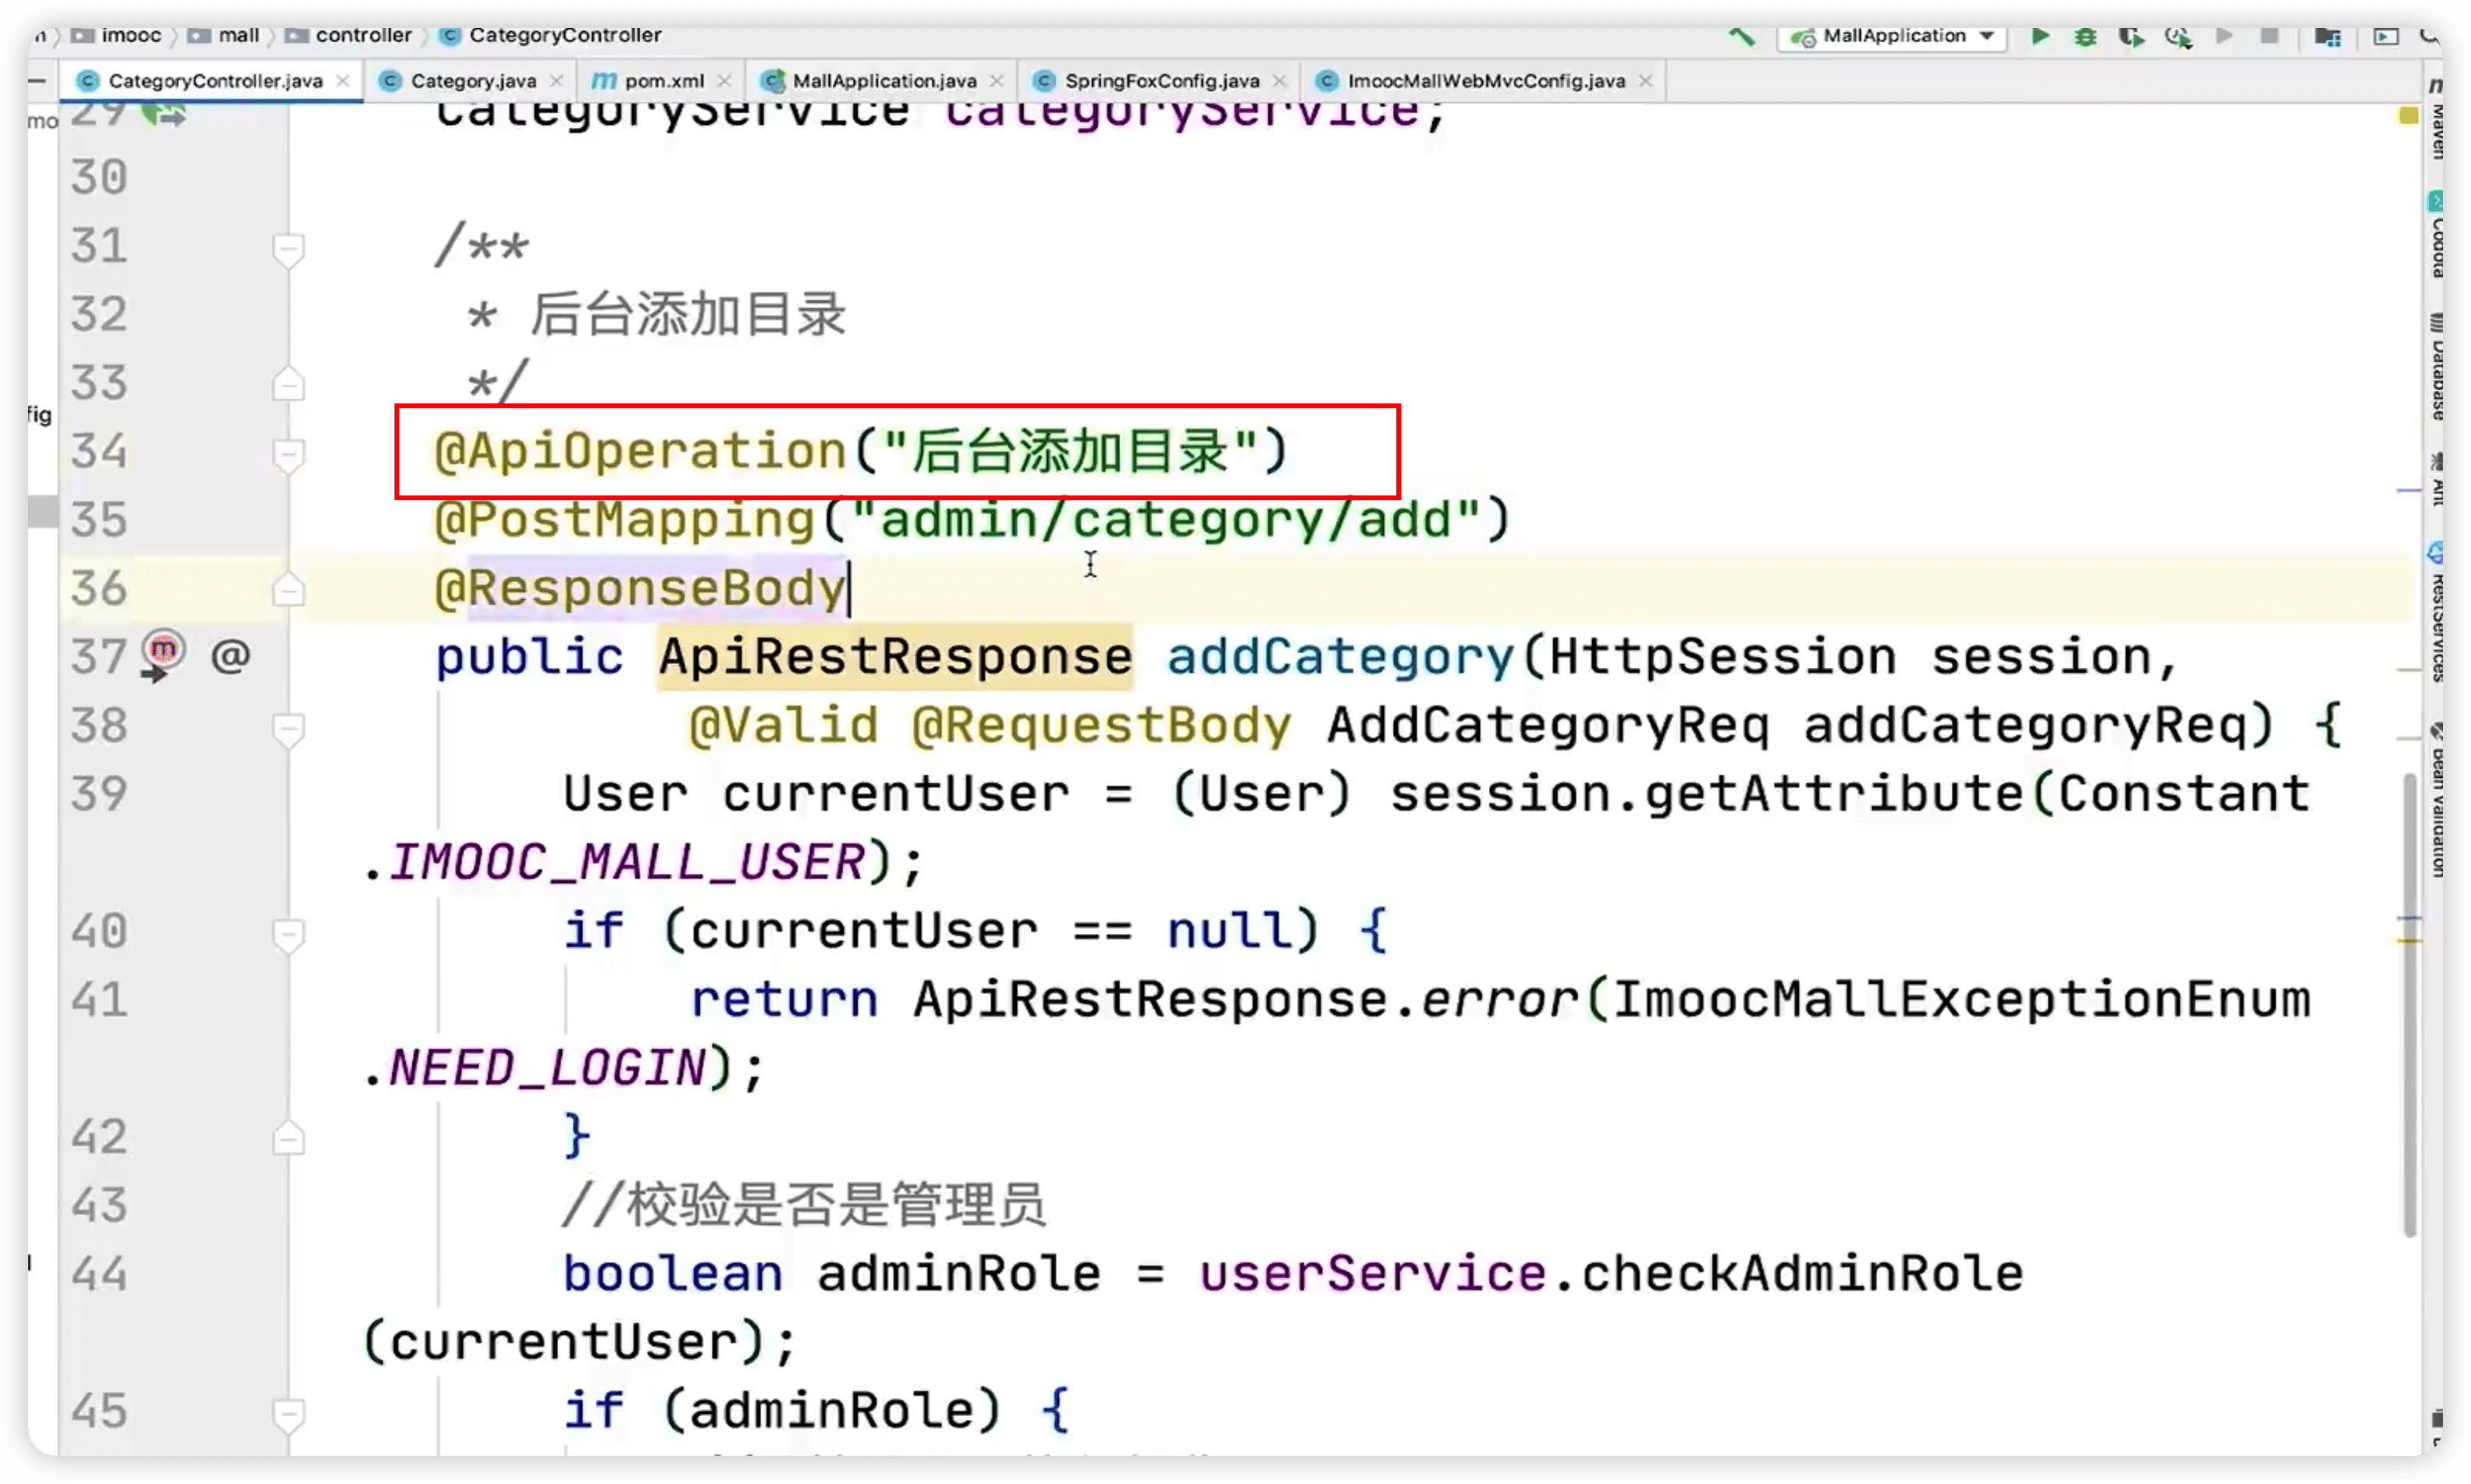 imooc mall controller CategoryController MallApplication
CategoryController.java Category.java pom.xml MallApplication.java SpringFoxConfig.java ImoocMallWebMvcConfig.java
29 CategoryService categoryService;
30
31 /**
32 * 后台添加目录
33 */
34 @ApiOperation("后台添加目录")
35 @PostMapping("admin/category/add")
36 @ResponseBody
37 @ public ApiRestResponse addCategory(HttpSession session,
38 @Valid @RequestBody AddCategoryReq addCategoryReq) {
39 User currentUser = (User) session.getAttribute(Constant
.IMOOC_MALL_USER);
40 if (currentUser == null) {
41 return ApiRestResponse.error(ImoocMallExceptionEnum
.NEED_LOGIN);
42 }
43 //校验是否是管理员
44 boolean adminRole = userService.checkAdminRole
(currentUser);
45 if (adminRole) {
Maven
Codota
Database
Ant
RestServices
Bean Validation